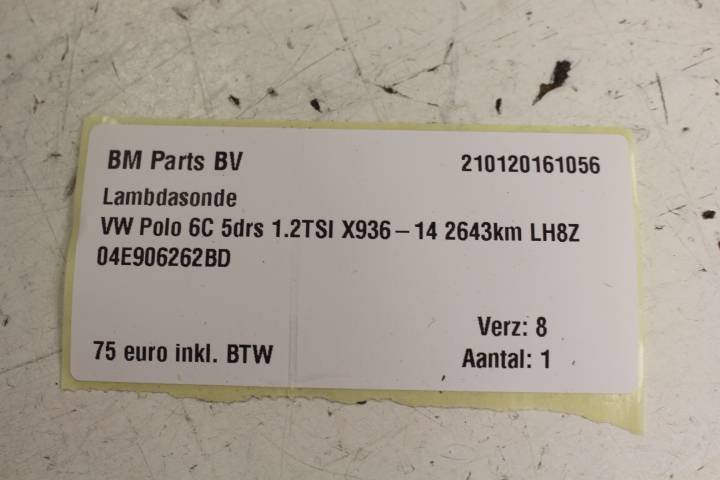 BM Parts BV 210120161056
Lambdasonde
VW Polo 6C 5drs 1.2TSI X936-14 2643km LH8Z
04E906262BD
Verz: 8
75 euro inkl. BTW Aantal: 1